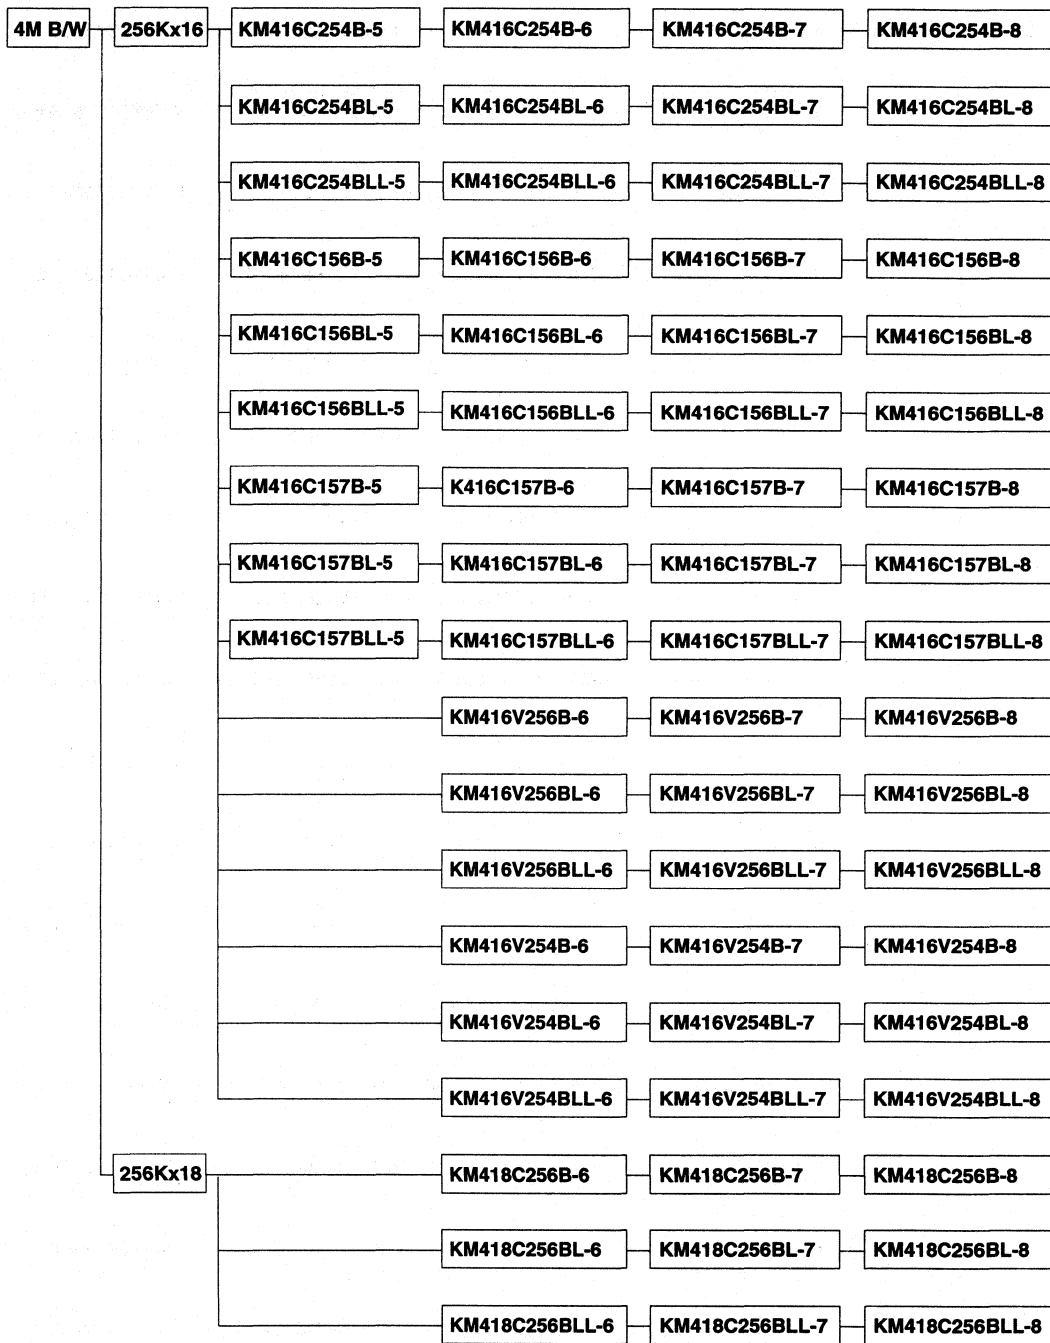 4M B/W 256Kx16 KM416C254B-5 KM416C254B-6 KM416C254B-7 KM416C254B-8
KM416C254BL-5 KM416C254BL-6 KM416C254BL-7 KM416C254BL-8
KM416C254BLL-5 KM416C254BLL-6 KM416C254BLL-7 KM416C254BLL-8
KM416C156B-5 KM416C156B-6 KM416C156B-7 KM416C156B-8
KM416C156BL-5 KM416C156BL-6 KM416C156BL-7 KM416C156BL-8
KM416C156BLL-5 KM416C156BLL-6 KM416C156BLL-7 KM416C156BLL-8
KM416C157B-5 K416C157B-6 KM416C157B-7 KM416C157B-8
KM416C157BL-5 KM416C157BL-6 KM416C157BL-7 KM416C157BL-8
KM416C157BLL-5 KM416C157BLL-6 KM416C157BLL-7 KM416C157BLL-8
KM416V256B-6 KM416V256B-7 KM416V256B-8
KM416V256BL-6 KM416V256BL-7 KM416V256BL-8
KM416V256BLL-6 KM416V256BLL-7 KM416V256BLL-8
KM416V254B-6 KM416V254B-7 KM416V254B-8
KM416V254BL-6 KM416V254BL-7 KM416V254BL-8
KM416V254BLL-6 KM416V254BLL-7 KM416V254BLL-8
256Kx18 KM418C256B-6 KM418C256B-7 KM418C256B-8
KM418C256BL-6 KM418C256BL-7 KM418C256BL-8
KM418C256BLL-6 KM418C256BLL-7 KM418C256BLL-8